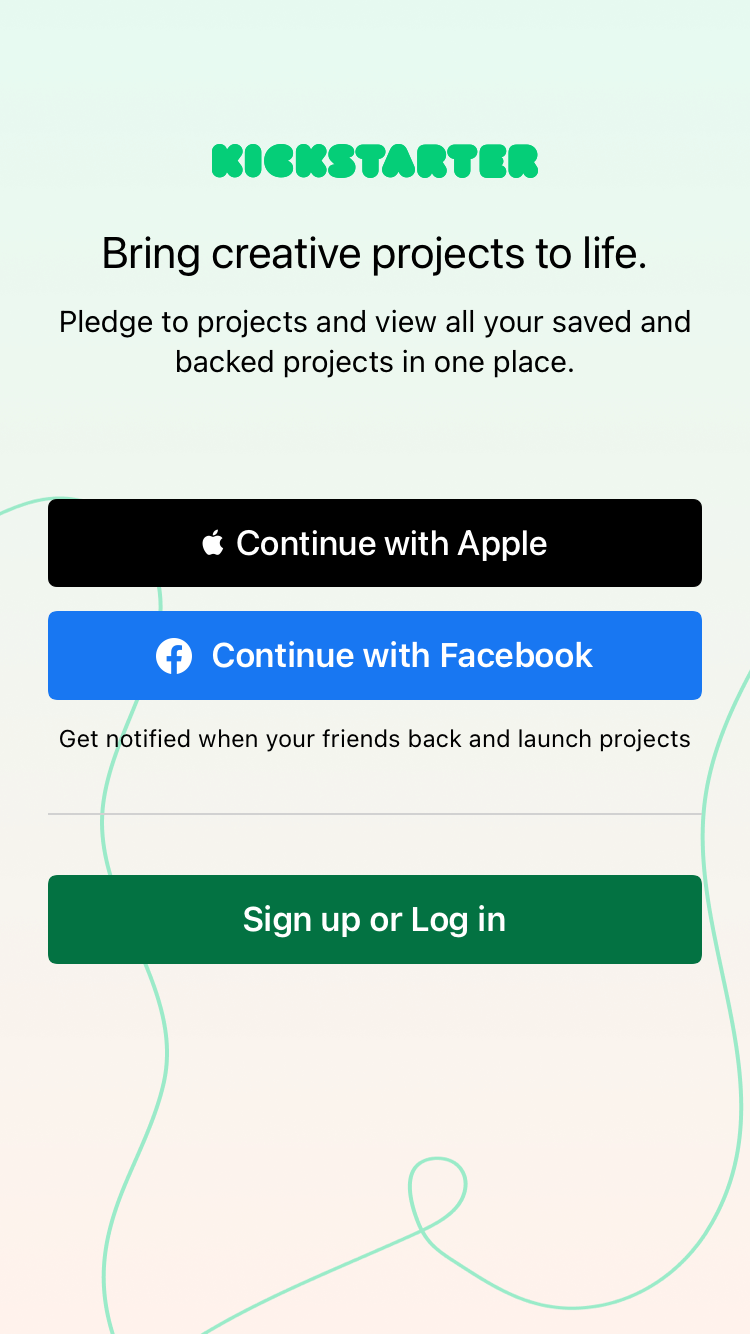 KICKSTARTER
Bring creative projects to life.
Pledge to projects and view all your saved and
backed projects in one place.
Continue with Apple
Continue with Facebook
Get notified when your friends back and launch projects
Sign up or Log in